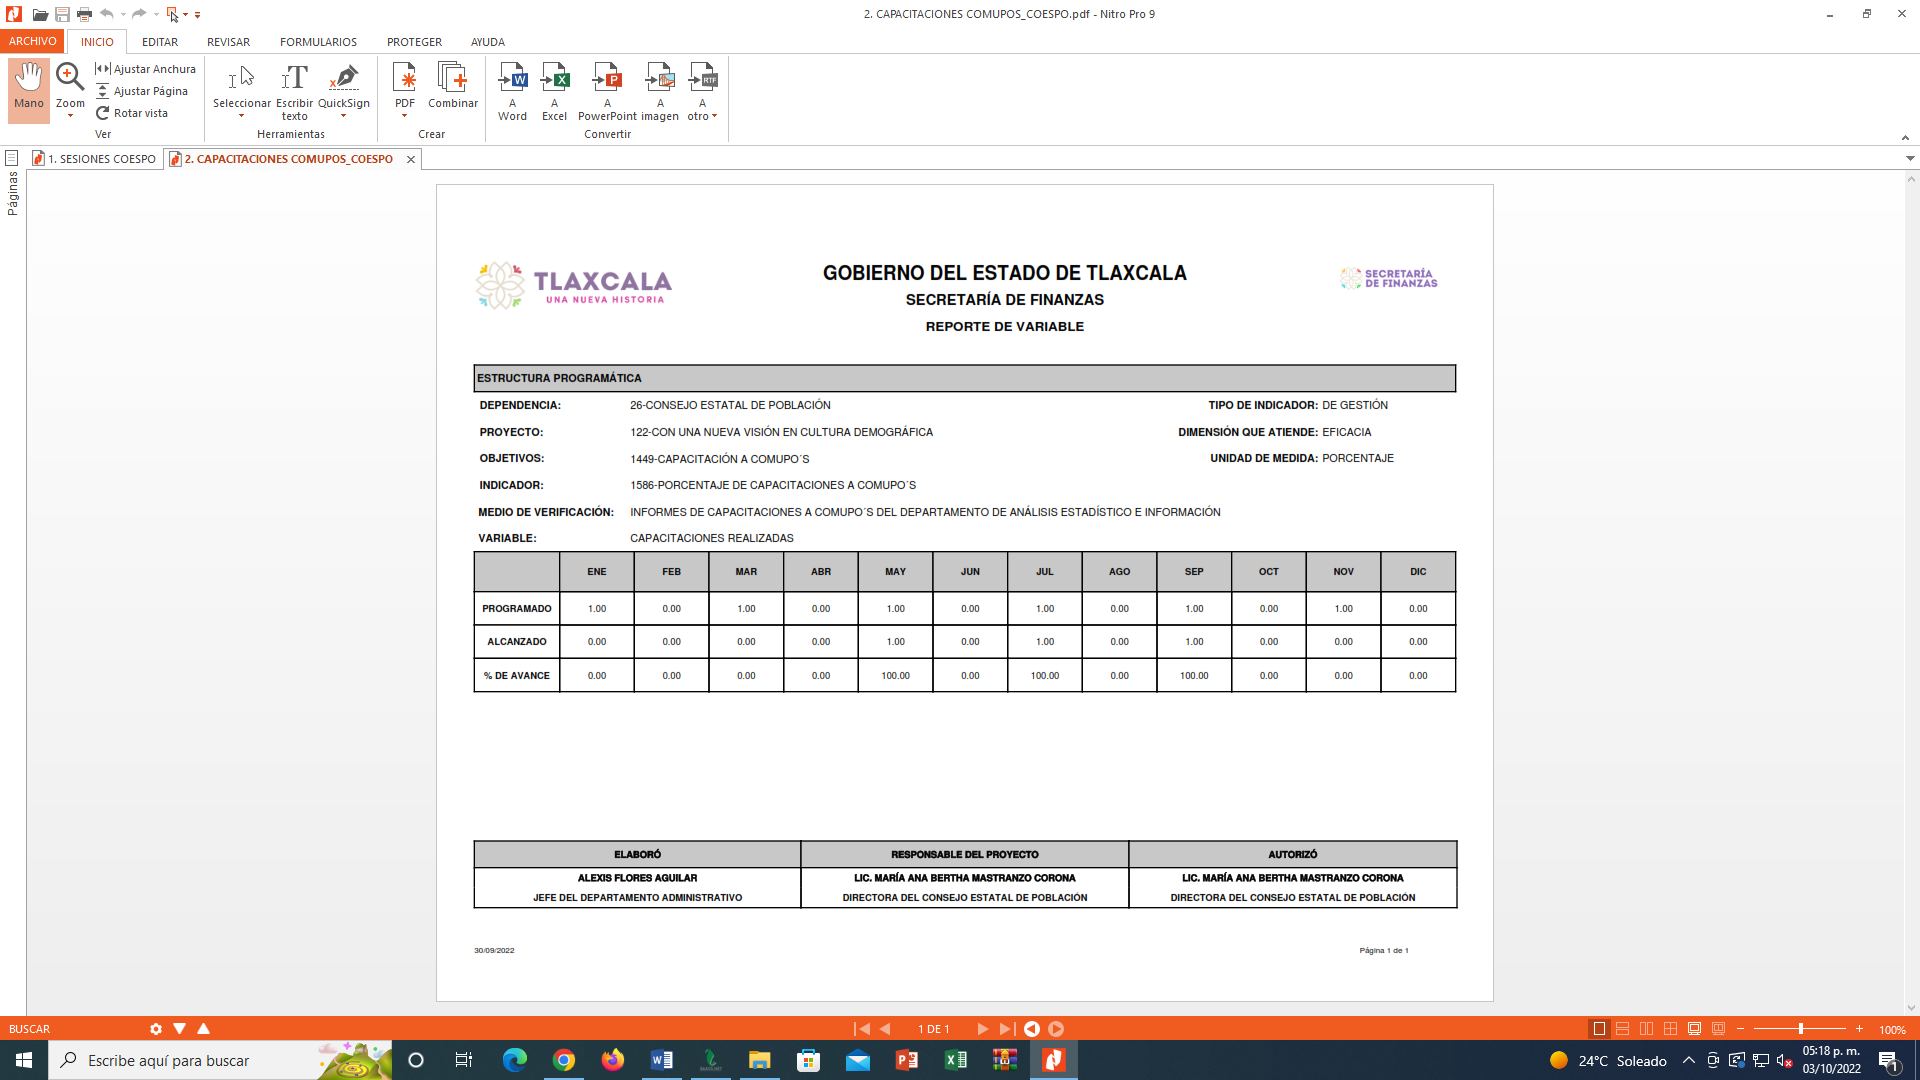 2. CAPACITACIONES COMUPOS_COESPO.pdf - Nitro Pro 9
ARCHIVO INICIO EDITAR REVISAR FORMULARIOS PROTEGER AYUDA
Mano Zoom Ajustar Anchura
Ajustar Página
Rotar vista
Ver
Seleccionar Escribir texto QuickSign
Herramientas
PDF Combinar
Crear
A Word A Excel A PowerPoint A imagen A otro
Convertir
1. SESIONES COESPO 2. CAPACITACIONES COMUPOS_COESPO
Páginas
TLAXCALA
UNA NUEVA HISTORIA
GOBIERNO DEL ESTADO DE TLAXCALA
SECRETARÍA DE FINANZAS
REPORTE DE VARIABLE
SECRETARÍA
DE FINANZAS
ESTRUCTURA PROGRAMÁTICA
DEPENDENCIA: 26-CONSEJO ESTATAL DE POBLACIÓN TIPO DE INDICADOR: DE GESTIÓN
PROYECTO: 122-CON UNA NUEVA VISIÓN EN CULTURA DEMOGRÁFICA DIMENSIÓN QUE ATIENDE: EFICACIA
OBJETIVOS: 1449-CAPACITACIÓN A COMUPO´S UNIDAD DE MEDIDA: PORCENTAJE
INDICADOR: 1586-PORCENTAJE DE CAPACITACIONES A COMUPO´S
MEDIO DE VERIFICACIÓN: INFORMES DE CAPACITACIONES A COMUPO´S DEL DEPARTAMENTO DE ANÁLISIS ESTADÍSTICO E INFORMACIÓN
VARIABLE: CAPACITACIONES REALIZADAS
ENE FEB MAR ABR MAY JUN JUL AGO SEP OCT NOV DIC
PROGRAMADO 1.00 0.00 1.00 0.00 1.00 0.00 1.00 0.00 1.00 0.00 1.00 0.00
ALCANZADO 0.00 0.00 0.00 0.00 1.00 0.00 1.00 0.00 1.00 0.00 0.00 0.00
% DE AVANCE 0.00 0.00 0.00 0.00 100.00 0.00 100.00 0.00 100.00 0.00 0.00 0.00
ELABORÓ RESPONSABLE DEL PROYECTO AUTORIZÓ
ALEXIS FLORES AGUILAR LIC. MARÍA ANA BERTHA MASTRANZO CORONA LIC. MARÍA ANA BERTHA MASTRANZO CORONA
JEFE DEL DEPARTAMENTO ADMINISTRATIVO DIRECTORA DEL CONSEJO ESTATAL DE POBLACIÓN DIRECTORA DEL CONSEJO ESTATAL DE POBLACIÓN
30/09/2022 Página 1 de 1
BUSCAR 1 DE 1 100%
Escribe aquí para buscar 24°C Soleado 05:18 p. m.
03/10/2022 1